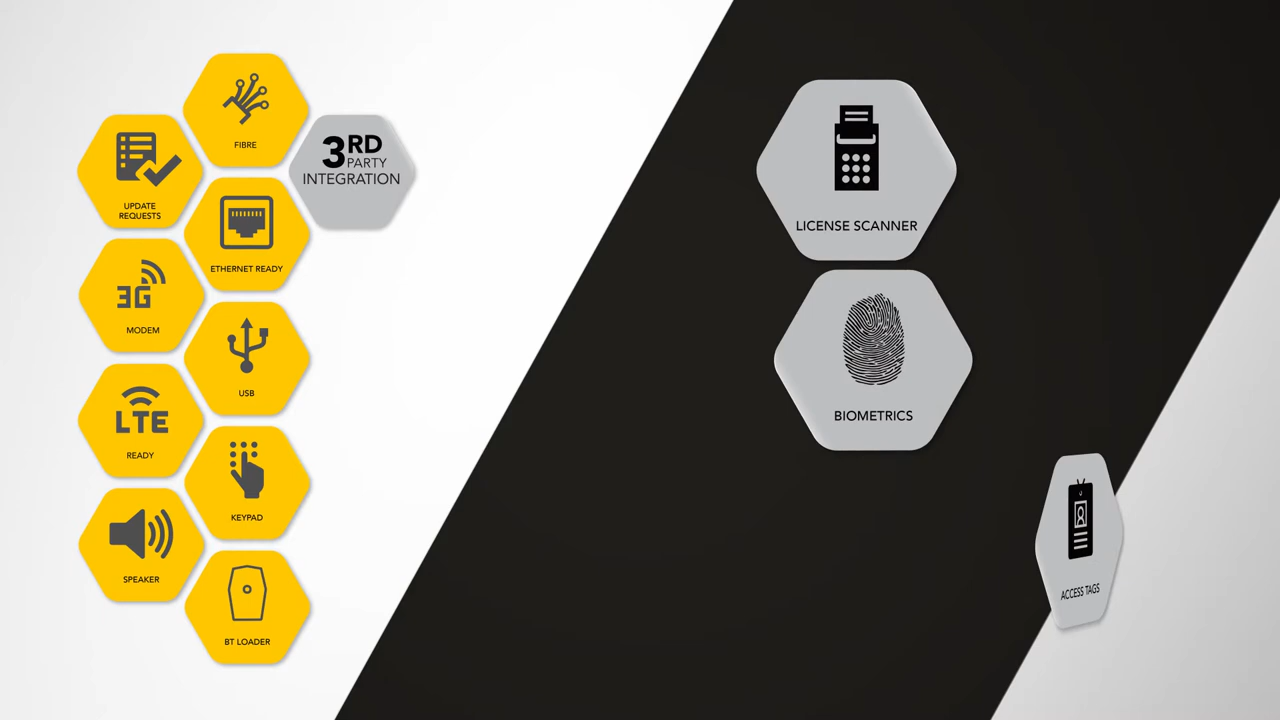 FIBRE
3RD
PARTY
INTEGRATION
UPDATE
REQUESTS
ETHERNET READY
3G
MODEM
USB
LTE
READY
KEYPAD
SPEAKER
BT LOADER
LICENSE SCANNER
BIOMETRICS
ACCESS TAGS